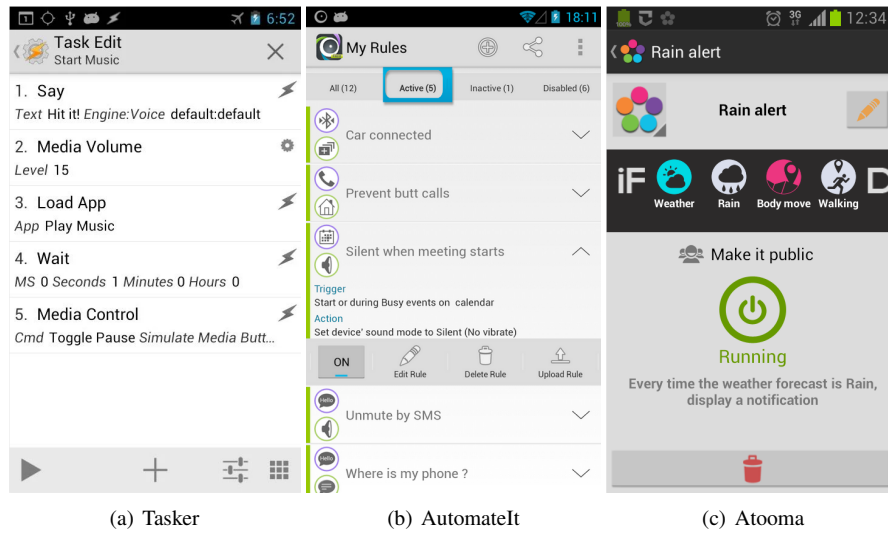 1 6:52
Task Edit
Start Music
1. Say
Text Hit it! Engine:Voice default:default
2. Media Volume
Level 15
3. Load App
App Play Music
4. Wait
MS 0 Seconds 1 Minutes 0 Hours 0
5. Media Control
Cmd Toggle Pause Simulate Media Butt...
(a) Tasker
18:11
My Rules
All (12) Active (5) Inactive (1) Disabled (6)
Car connected
Prevent butt calls
Silent when meeting starts
Trigger
Start or during Busy events on calendar
Action
Set device' sound mode to Silent (No vibrate)
ON Edit Rule Delete Rule Upload Rule
Hello
Unmute by SMS
Hello
Where is my phone ?
(b) AutomateIt
100% 3G 12:34
Rain alert
Rain alert
iF Weather Rain Body move Walking D
Make it public
Running
Every time the weather forecast is Rain,
display a notification
(c) Atooma